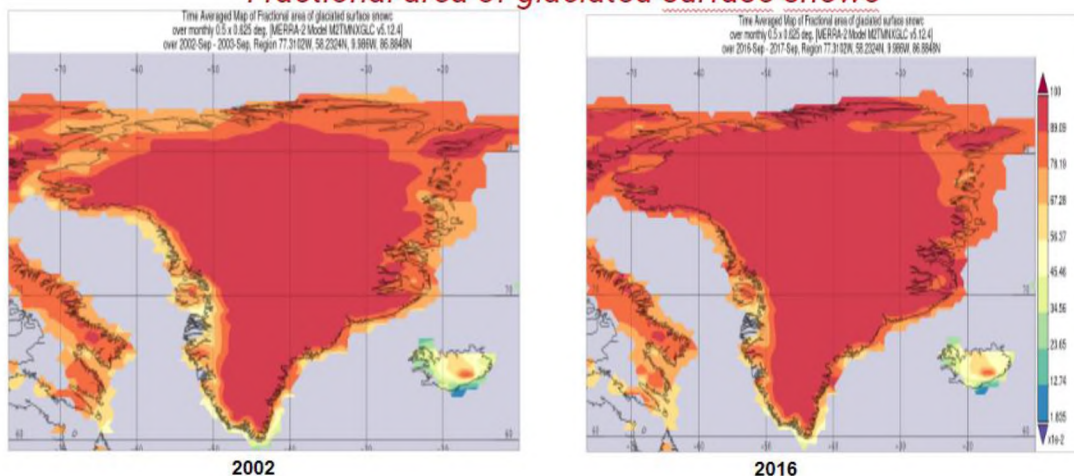 Fractional area of glaciated surface snowc
Time Averaged Map of Fractional area of glaciated surface snowc
over monthly 0.5 x 0.625 deg. [MERRA-2 Model M2TMNXGLC v5.12.4]
over 2002-Sep - 2003-Sep, Region 77.3102W, 58.2324N, 9.986W, 86.8848N
Time Averaged Map of Fractional area of glaciated surface snowc
over monthly 0.5 x 0.625 deg. [MERRA-2 Model M2TMNXGLC v5.12.4]
over 2016-Sep - 2017-Sep, Region 77.3102W, 58.2324N, 9.986W, 86.8848N
100
89.09
78.19
67.28
56.37
45.46
34.56
23.65
12.74
1.835
x1e-2
2002
2016